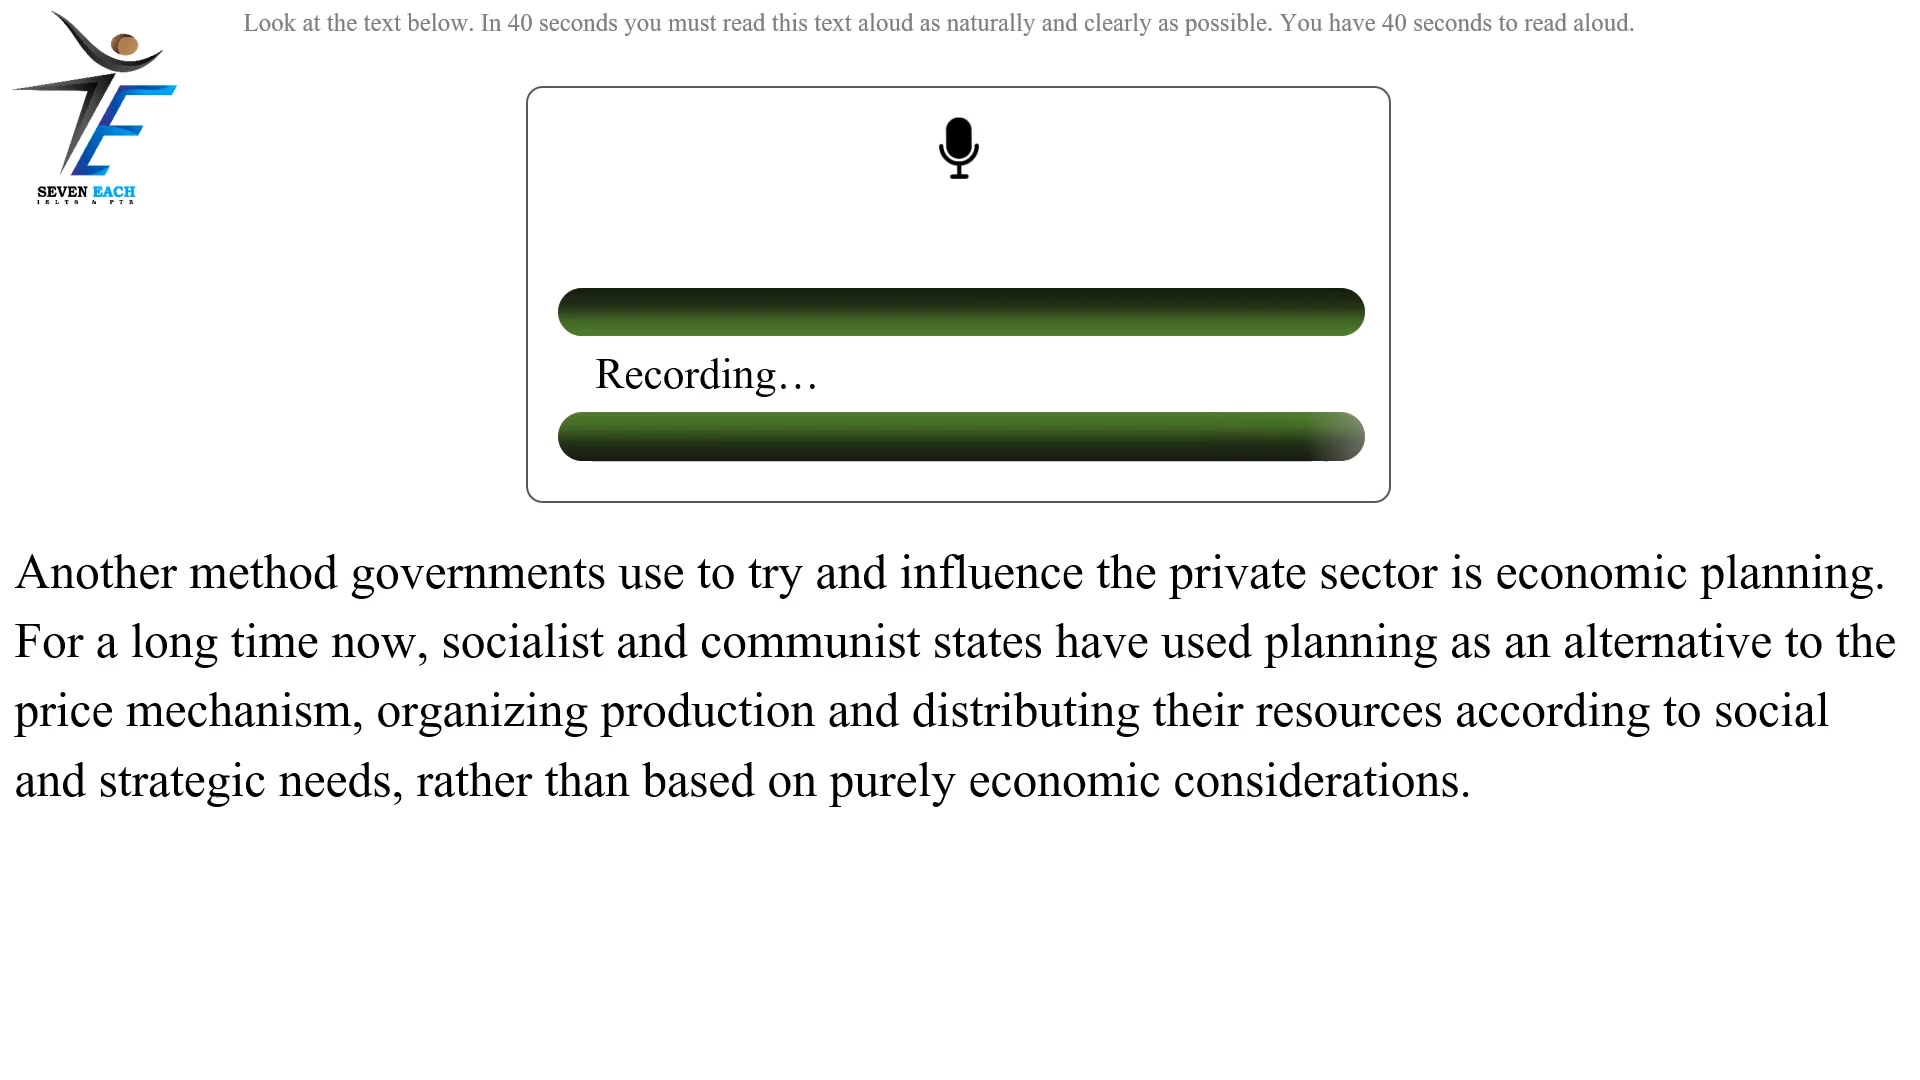 Look at the text below. In 40 seconds you must read this text aloud as naturally and clearly as possible. You have 40 seconds to read aloud.
SEVEN EACH
IELTS & PTE
Recording…
Another method governments use to try and influence the private sector is economic planning.
For a long time now, socialist and communist states have used planning as an alternative to the
price mechanism, organizing production and distributing their resources according to social
and strategic needs, rather than based on purely economic considerations.